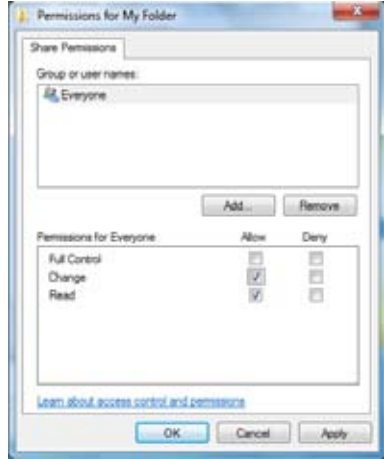 Permissions for My Folder
Share Permissions
Group or user names:
Everyone
Add... Remove
Permissions for Everyone Allow Deny
Full Control
Change
Read
Learn about access control and permissions
OK Cancel Apply